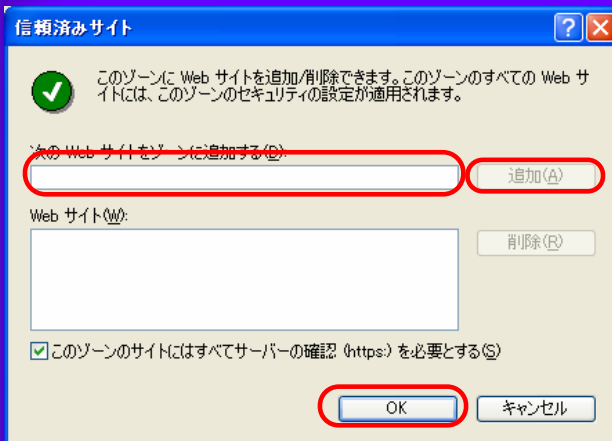 信頼済みサイト
このゾーンに Web サイトを追加/削除できます。このゾーンのすべての Web サ
イトには、このゾーンのセキュリティの設定が適用されます。
次の Web サイトをゾーンに追加する(D):
追加(A)
Web サイト(W):
削除(R)
このゾーンのサイトにはすべてサーバーの確認 (https:) を必要とする(S)
OK
キャンセル